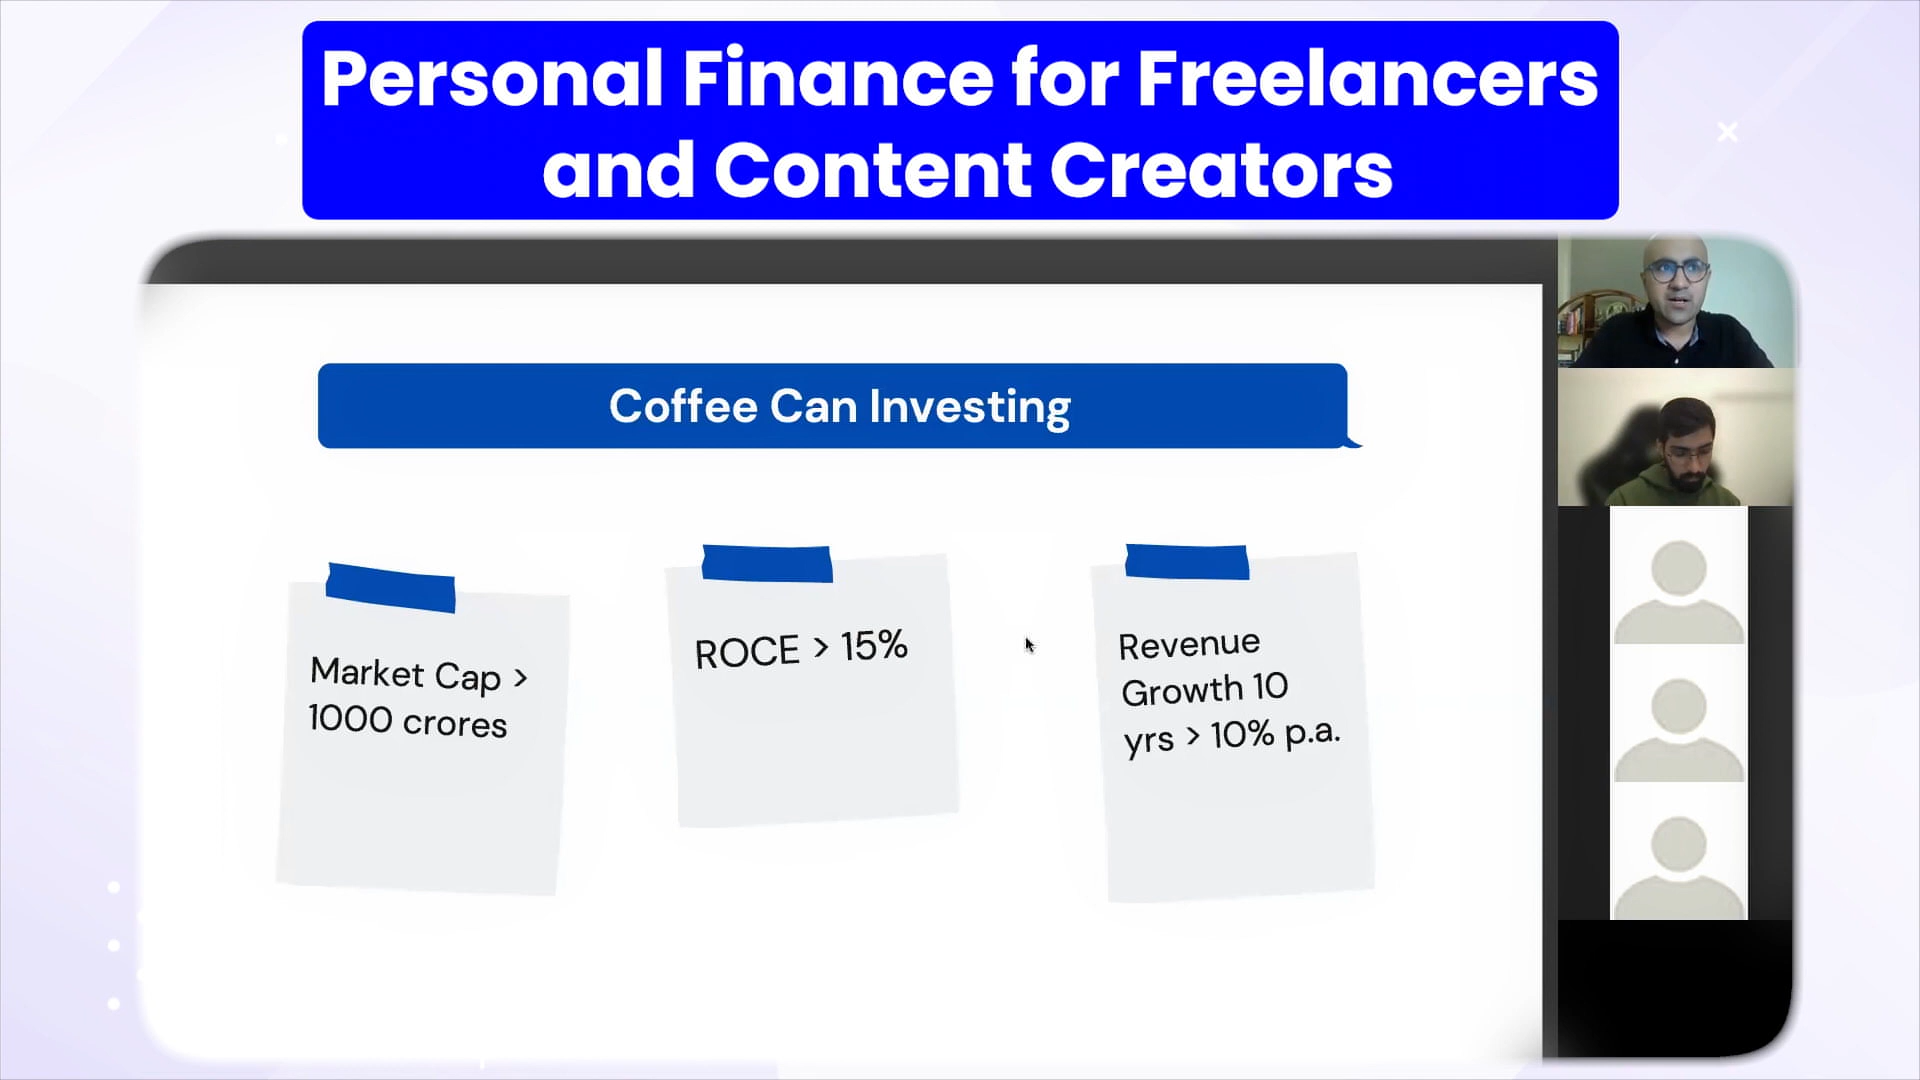 Personal Finance for Freelancers
and Content Creators
Coffee Can Investing
Market Cap >
1000 crores
ROCE > 15%
Revenue
Growth 10
yrs > 10% p.a.